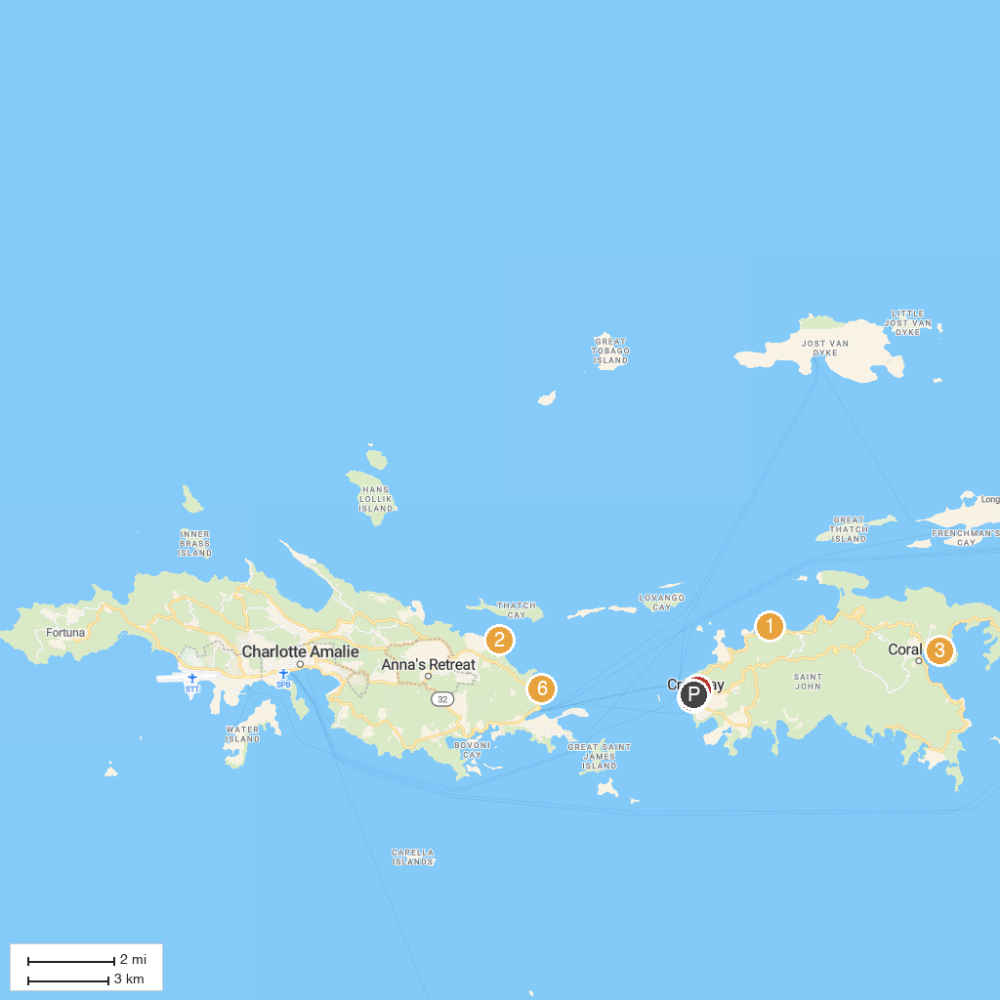 LITTLE
JOST VAN
DYKE
JOST VAN
DYKE
GREAT
TOBAGO
ISLAND
HANS
LOLLIK
ISLAND
Long
GREAT
THATCH
ISLAND
FRENCHMAN'S
CAY
INNER
BRASS
ISLAND
LOVANGO
CAY
THATCH
CAY
Fortuna
1
2
3
Charlotte Amalie
Coral
Anna's Retreat
STT
SPB
32
6
P
SAINT
JOHN
WATER
ISLAND
BOVONI
CAY
GREAT SAINT
JAMES
ISLAND
CAPELLA
ISLANDS
2 mi
3 km